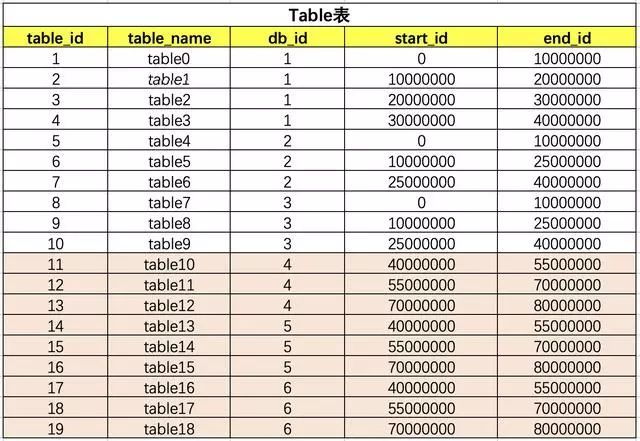 Table表
table_id table_name db_id start_id end_id
1 table0 1 0 10000000
2 table1 1 10000000 20000000
3 table2 1 20000000 30000000
4 table3 1 30000000 40000000
5 table4 2 0 10000000
6 table5 2 10000000 25000000
7 table6 2 25000000 40000000
8 table7 3 0 10000000
9 table8 3 10000000 25000000
10 table9 3 25000000 40000000
11 table10 4 40000000 55000000
12 table11 4 55000000 70000000
13 table12 4 70000000 80000000
14 table13 5 40000000 55000000
15 table14 5 55000000 70000000
16 table15 5 70000000 80000000
17 table16 6 40000000 55000000
18 table17 6 55000000 70000000
19 table18 6 70000000 80000000